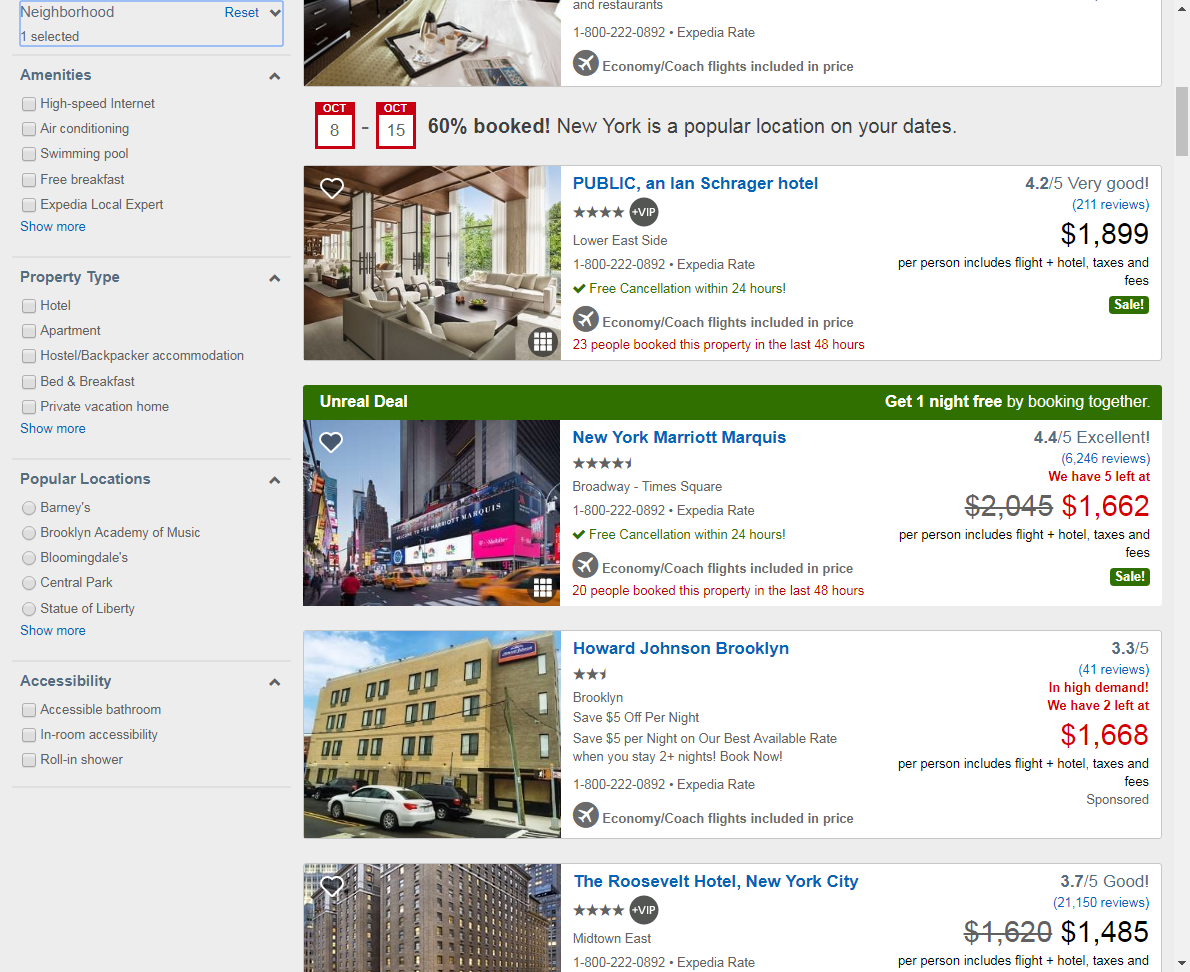 Neighborhood Reset
1 selected
Amenities
High-speed Internet
Air conditioning
Swimming pool
Free breakfast
Expedia Local Expert
Show more
Property Type
Hotel
Apartment
Hostel/Backpacker accommodation
Bed & Breakfast
Private vacation home
Show more
Popular Locations
Barney's
Brooklyn Academy of Music
Bloomingdale's
Central Park
Statue of Liberty
Show more
Accessibility
Accessible bathroom
In-room accessibility
Roll-in shower
and restaurants
1-800-222-0892 • Expedia Rate
Economy/Coach flights included in price
OCT
8
-
OCT
15
60% booked! New York is a popular location on your dates.
PUBLIC, an Ian Schrager hotel
+VIP
Lower East Side
1-800-222-0892 • Expedia Rate
Free Cancellation within 24 hours!
Economy/Coach flights included in price
23 people booked this property in the last 48 hours
4.2/5 Very good!
(211 reviews)
$1,899
per person includes flight + hotel, taxes and
fees
Sale!
Unreal Deal
Get 1 night free by booking together.
WELCOME TO THE MARRIOTT MARQUIS
T-Mobile
New York Marriott Marquis
Broadway - Times Square
1-800-222-0892 • Expedia Rate
Free Cancellation within 24 hours!
Economy/Coach flights included in price
20 people booked this property in the last 48 hours
4.4/5 Excellent!
(6,246 reviews)
We have 5 left at
$2,045 $1,662
per person includes flight + hotel, taxes and
fees
Sale!
Howard Johnson Brooklyn
Brooklyn
Save $5 Off Per Night
Save $5 per Night on Our Best Available Rate
when you stay 2+ nights! Book Now!
1-800-222-0892 • Expedia Rate
Economy/Coach flights included in price
3.3/5
(41 reviews)
In high demand!
We have 2 left at
$1,668
per person includes flight + hotel, taxes and
fees
Sponsored
The Roosevelt Hotel, New York City
+VIP
Midtown East
1-800-222-0892 • Expedia Rate
3.7/5 Good!
(21,150 reviews)
$1,620 $1,485
per person includes flight + hotel, taxes and